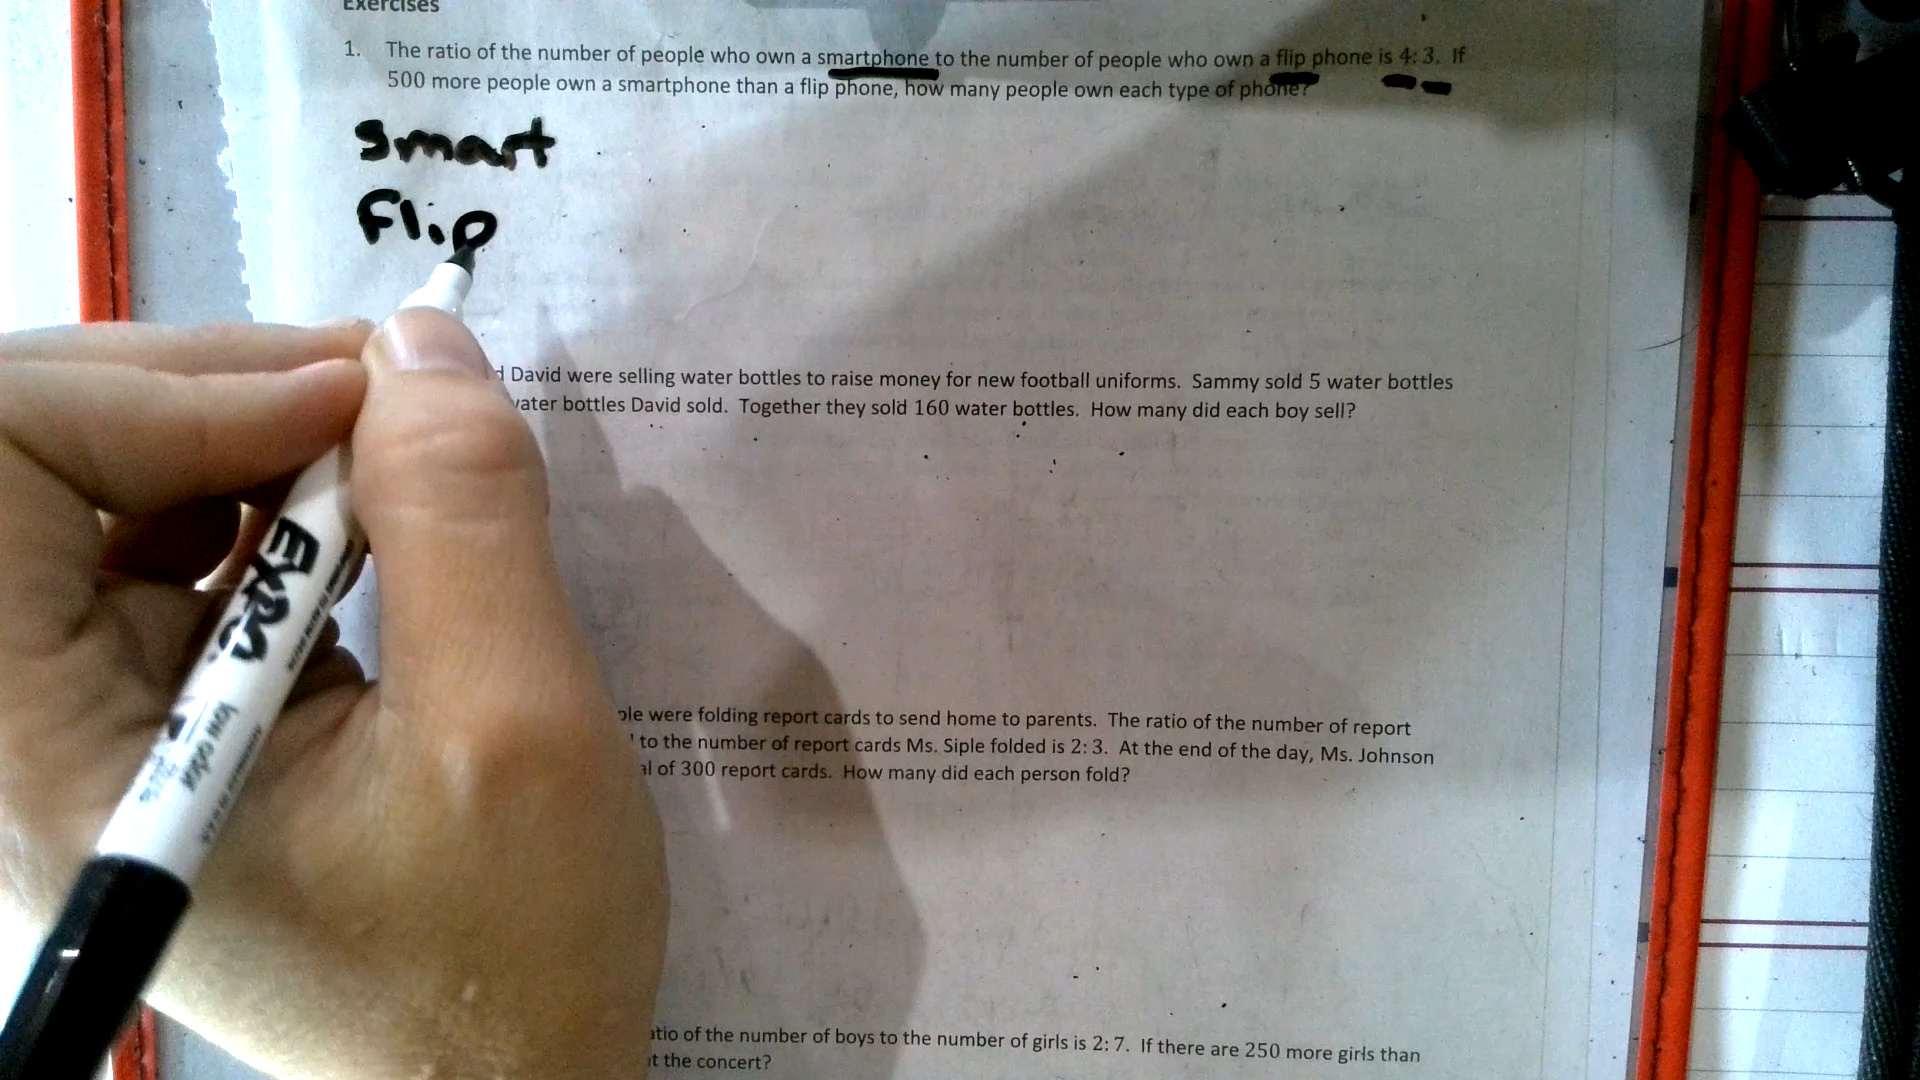 Exercises
1. The ratio of the number of people who own a smartphone to the number of people who own a flip phone is 4: 3. If
500 more people own a smartphone than a flip phone, how many people own each type of phone?
Smart
Flip
David were selling water bottles to raise money for new football uniforms. Sammy sold 5 water bottles
bottles David sold. Together they sold 160 water bottles. How many did each boy sell?
EXPO
low odor
were folding report cards to send home to parents. The ratio of the number of report
to the number of report cards Ms. Siple folded is 2: 3. At the end of the day, Ms. Johnson
of 300 report cards. How many did each person fold?
of the number of boys to the number of girls is 2: 7. If there are 250 more girls than
the concert?